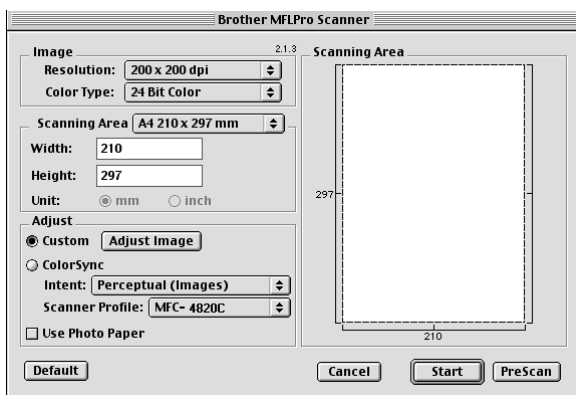 Brother MFLPro Scanner
Image
2.1.3
Resolution: 200 x 200 dpi
Color Type: 24 Bit Color
Scanning Area A4 210 x 297 mm
Width: 210
Height: 297
Unit: mm inch
Adjust
Custom Adjust Image
ColorSync
Intent: Perceptual (Images)
Scanner Profile: MFC- 4820C
Use Photo Paper
Scanning Area
297
210
Default Cancel Start PreScan